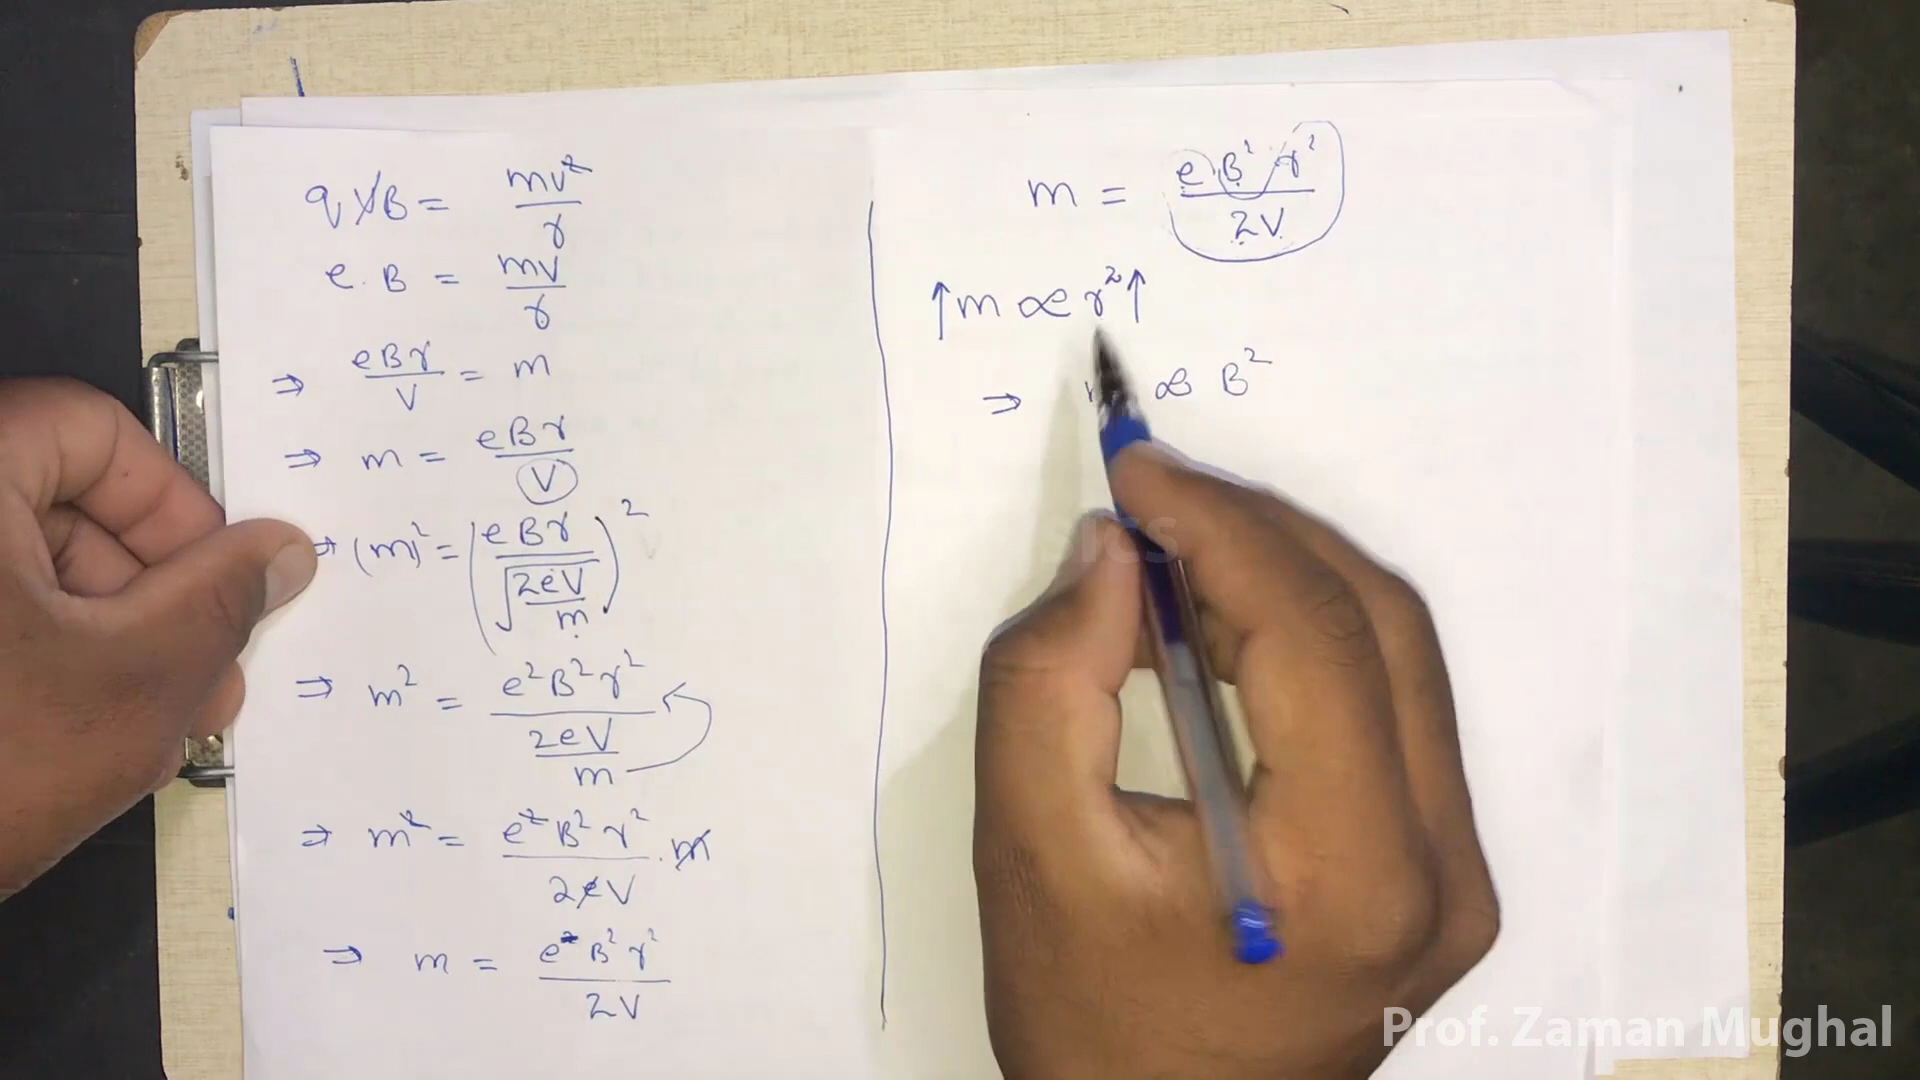 qvB = mv²/r
e.B = mv/r
⇒ eBr/v = m
⇒ m = eBr/v
⇒ (m)² = (eBr/√(2eV/m))²
⇒ m² = e²B²r²/(2eV/m)
⇒ m² = e²B²r²/2eV . m
⇒ m = eB²r²/2V
m = eB²r²/2V
↑m ∝ r²↑
⇒ ∝ B²
Prof. Zaman Mughal